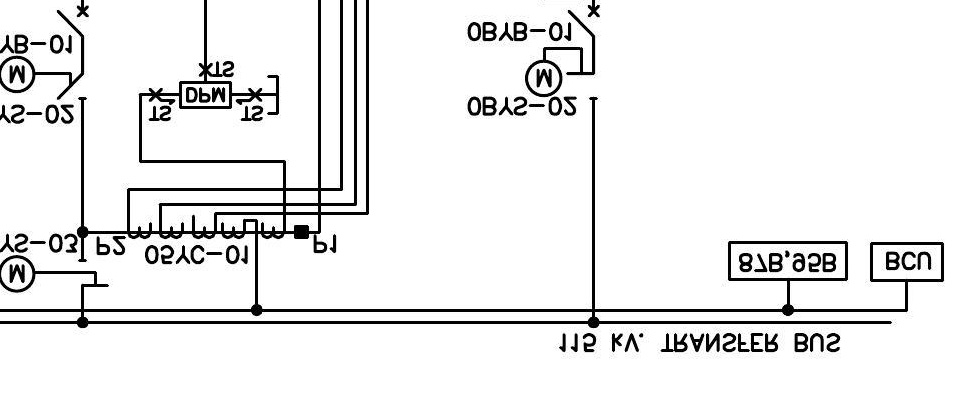 YB-01
0BYB-01
M
TS
M
DPM
TS
TS
YS-02
0BYS-02
YS-03
P2
05YC-01
P1
M
87B,95B
BCU
115 kV. TRANSFER BUS